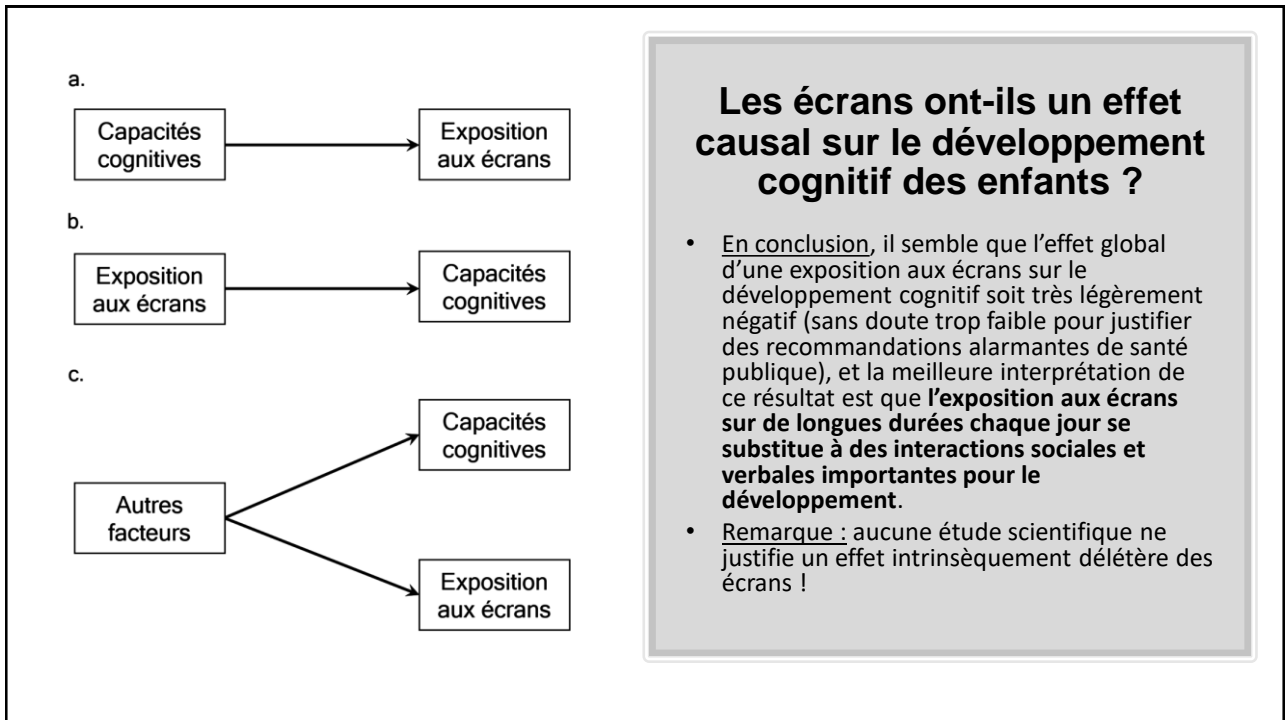 a.
Capacités
cognitives
Exposition
aux écrans
b.
Exposition
aux écrans
Capacités
cognitives
c.
Autres
facteurs
Capacités
cognitives
Exposition
aux écrans
Les écrans ont-ils un effet
causal sur le développement
cognitif des enfants ?
• En conclusion, il semble que l’effet global
d’une exposition aux écrans sur le
développement cognitif soit très légèrement
négatif (sans doute trop faible pour justifier
des recommandations alarmantes de santé
publique), et la meilleure interprétation de
ce résultat est que l’exposition aux écrans
sur de longues durées chaque jour se
substitue à des interactions sociales et
verbales importantes pour le
développement.
• Remarque : aucune étude scientifique ne
justifie un effet intrinsèquement délétère des
écrans !